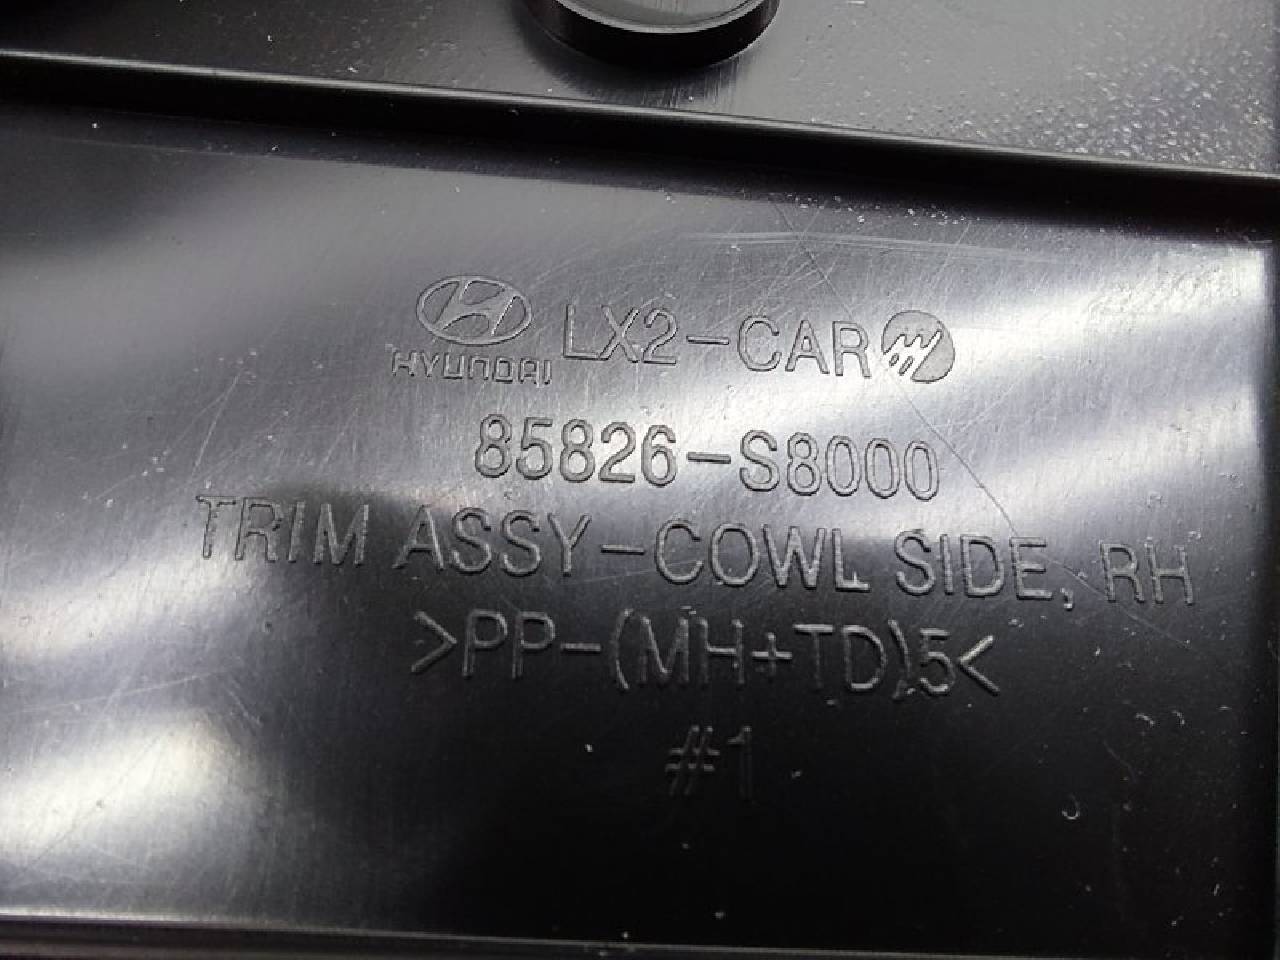 HYUNDAI LX2-CAR
85826-S8000
TRIM ASSY-COWL SIDE, RH
>PP-(MH+TD)5<
#1